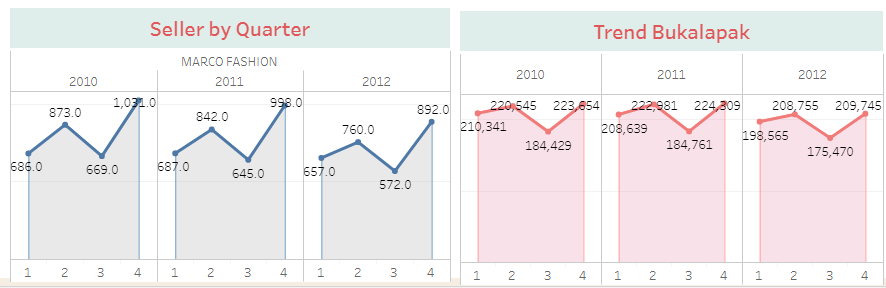 Seller by Quarter
MARCO FASHION
2010 2011 2012
1,031.0 998.0 892.0
873.0 842.0 760.0
686.0 669.0 687.0 645.0 657.0 572.0
1 2 3 4 1 2 3 4 1 2 3 4
Trend Bukalapak
2010 2011 2012
220,545 223,654 222,981 224,309 208,755 209,745
210,341 208,639 198,565
184,429 184,761 175,470
1 2 3 4 1 2 3 4 1 2 3 4